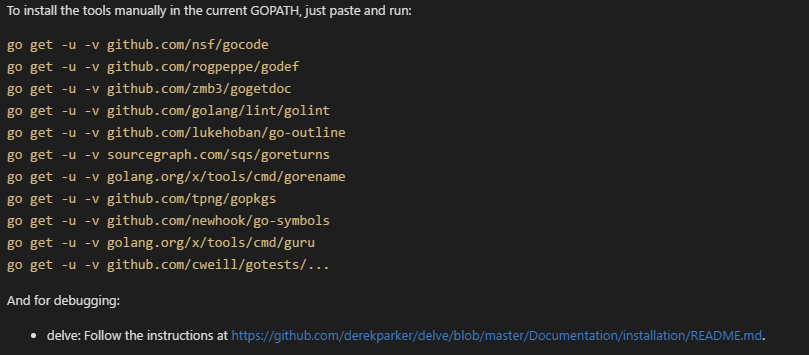 To install the tools manually in the current GOPATH, just paste and run:
go get -u -v github.com/nsf/gocode
go get -u -v github.com/rogpeppe/godef
go get -u -v github.com/zmb3/gogetdoc
go get -u -v github.com/golang/lint/golint
go get -u -v github.com/lukehoban/go-outline
go get -u -v sourcegraph.com/sqs/goreturns
go get -u -v golang.org/x/tools/cmd/gorename
go get -u -v github.com/tpng/gopkgs
go get -u -v github.com/newhook/go-symbols
go get -u -v golang.org/x/tools/cmd/guru
go get -u -v github.com/cweill/gotests/...
And for debugging:
• delve: Follow the instructions at https://github.com/derekparker/delve/blob/master/Documentation/installation/README.md.